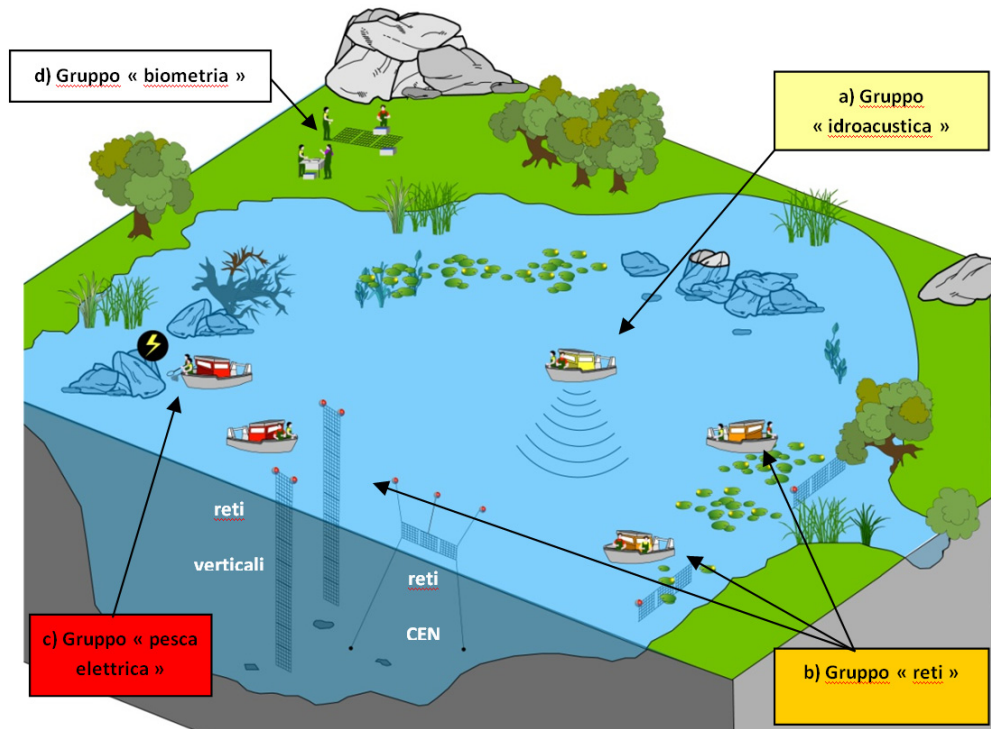 d) Gruppo « biometria »
a) Gruppo
« idroacustica »
reti
verticali
reti
CEN
c) Gruppo « pesca
elettrica »
b) Gruppo « reti »